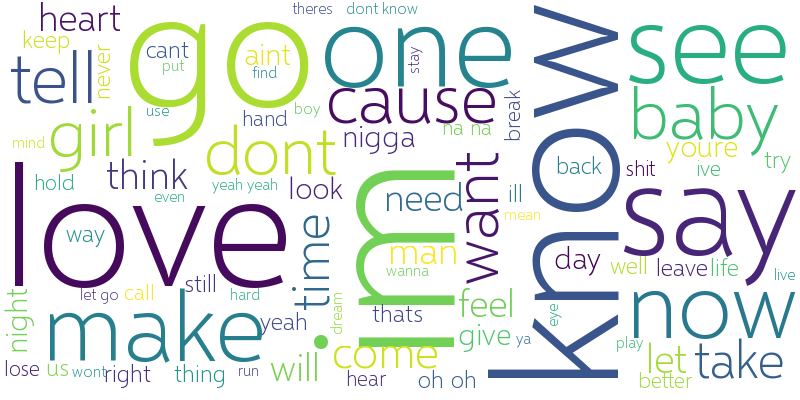 heart
theres
dont know
keep
never
cant
put
go
aint
find
one
stay
know
see
tell
use
boy
cause
baby
girl
hand
break
mind
dont
nigga
na na
youre
try
hold
think
yeah yeah
even
look
need
want
ill
mean
back
shit
ive
say
love
way
time
im
man
wanna
day
well
leave
life
live
night
let go
call
still
hard
dream
thats
feel
give
ya
eye
now
make
yeah
will
come
play
let
take
lose
us
wont
right
thing
run
hear
oh oh
better